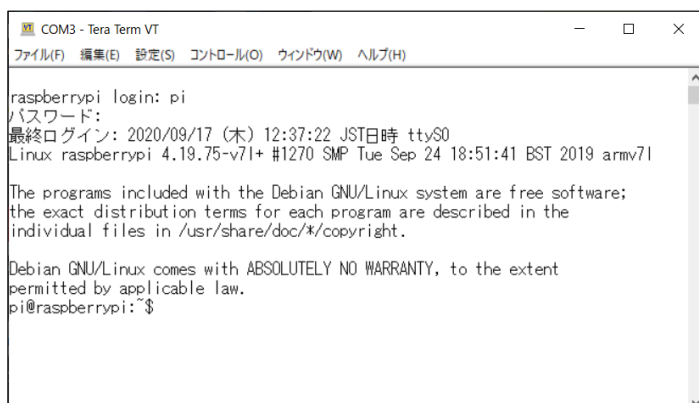 COM3 - Tera Term VT
ファイル(F) 編集(E) 設定(S) コントロール(O) ウィンドウ(W) ヘルプ(H)
raspberrypi login: pi
パスワード:
最終ログイン: 2020/09/17 (木) 12:37:22 JST日時 ttyS0
Linux raspberrypi 4.19.75-v7l+ #1270 SMP Tue Sep 24 18:51:41 BST 2019 armv7l
The programs included with the Debian GNU/Linux system are free software;
the exact distribution terms for each program are described in the
individual files in /usr/share/doc/*/copyright.
Debian GNU/Linux comes with ABSOLUTELY NO WARRANTY, to the extent
permitted by applicable law.
pi@raspberrypi:~$